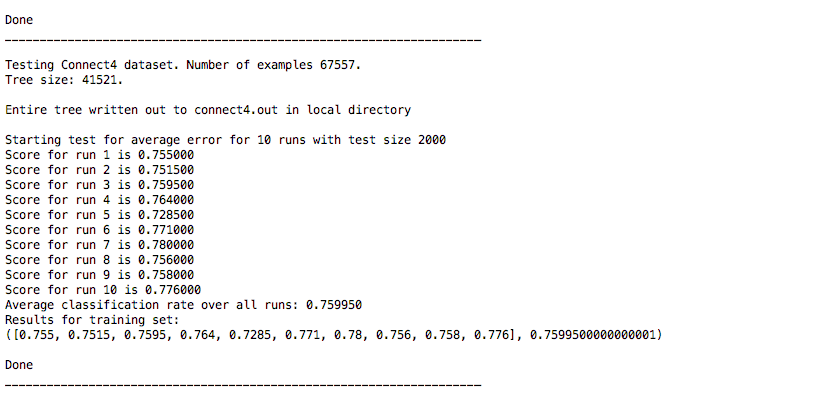 Done
____________________________________________________________________
Testing Connect4 dataset. Number of examples 67557.
Tree size: 41521.
Entire tree written out to connect4.out in local directory
Starting test for average error for 10 runs with test size 2000
Score for run 1 is 0.755000
Score for run 2 is 0.751500
Score for run 3 is 0.759500
Score for run 4 is 0.764000
Score for run 5 is 0.728500
Score for run 6 is 0.771000
Score for run 7 is 0.780000
Score for run 8 is 0.756000
Score for run 9 is 0.758000
Score for run 10 is 0.776000
Average classification rate over all runs: 0.759950
Results for training set:
([0.755, 0.7515, 0.7595, 0.764, 0.7285, 0.771, 0.78, 0.756, 0.758, 0.776], 0.7599500000000001)
Done
____________________________________________________________________